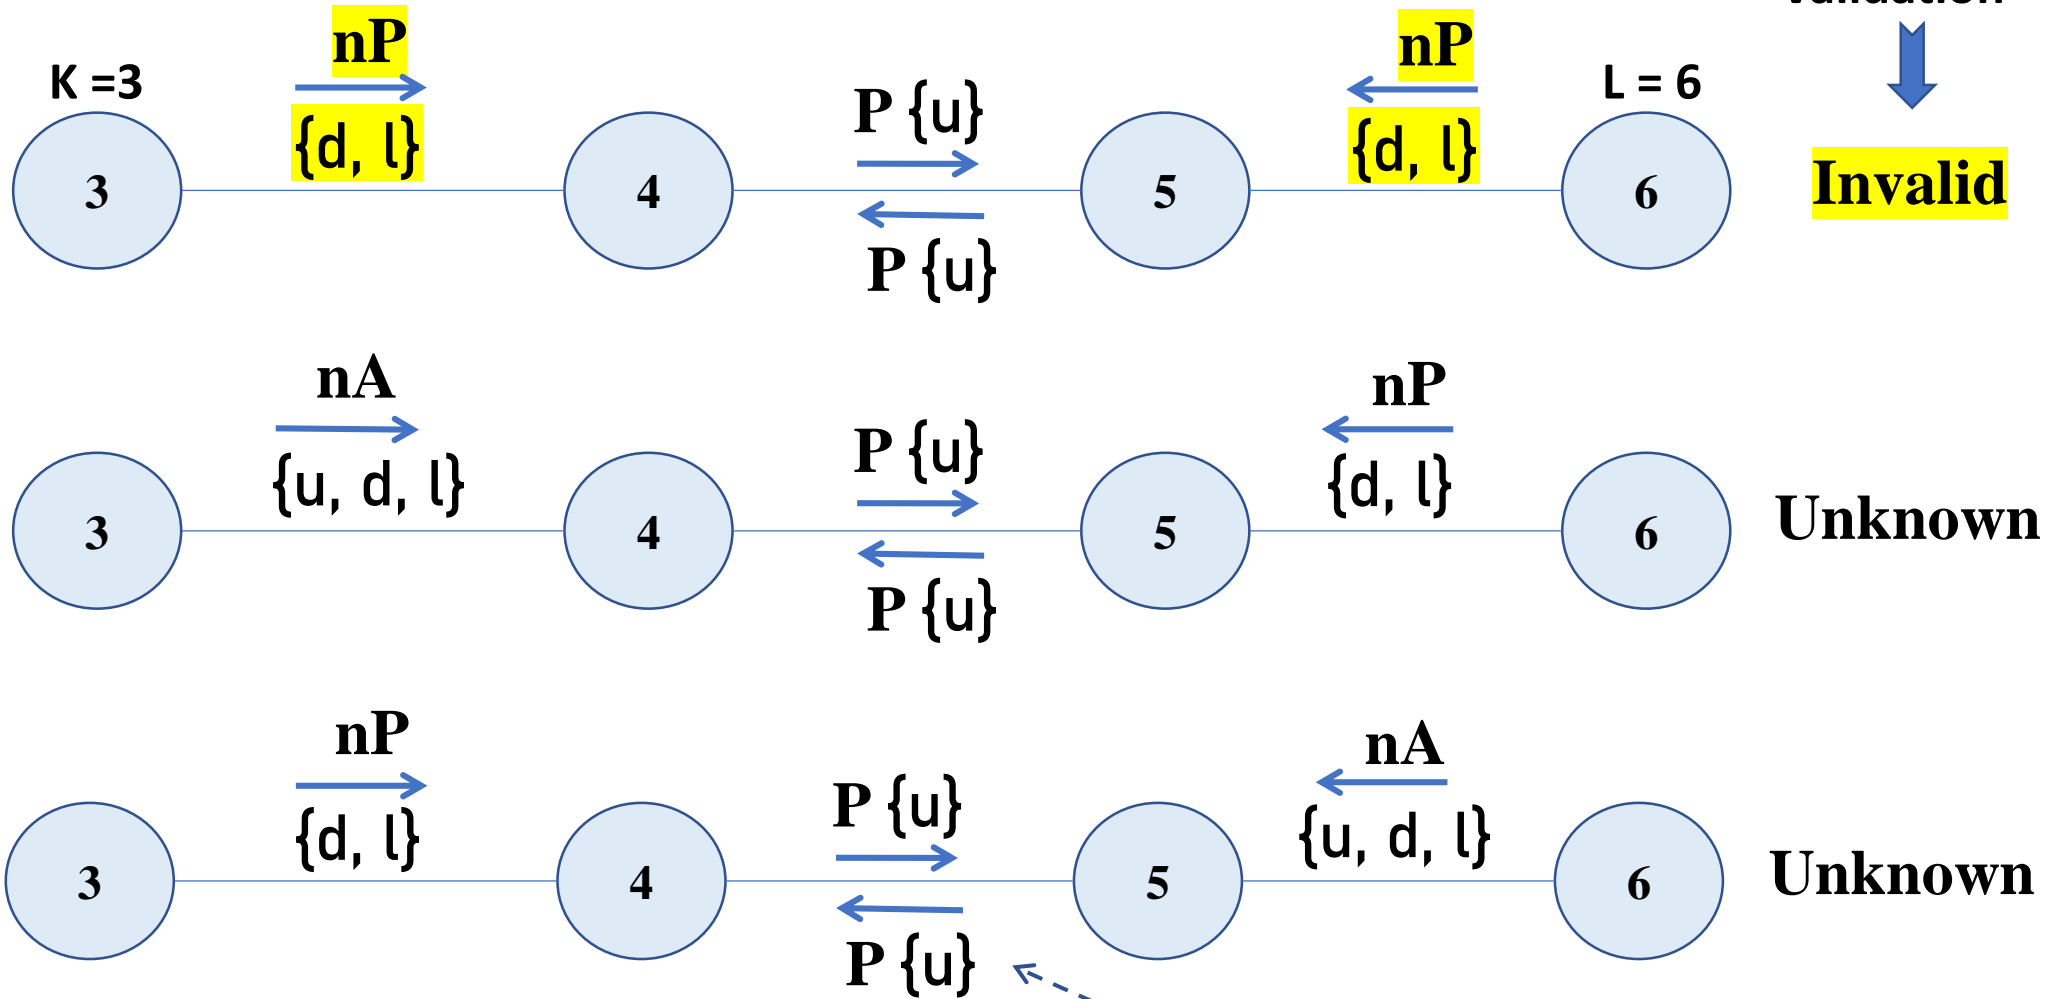 validation
nP nP
K =3 L = 6
P {u}
{d, l} {d, l}
3 4 5 6 Invalid
P {u}
nA nP
P {u}
{u, d, l} {d, l}
3 4 5 6 Unknown
P {u}
nP nA
P {u}
{d, l} {u, d, l}
3 4 5 6 Unknown
P {u}